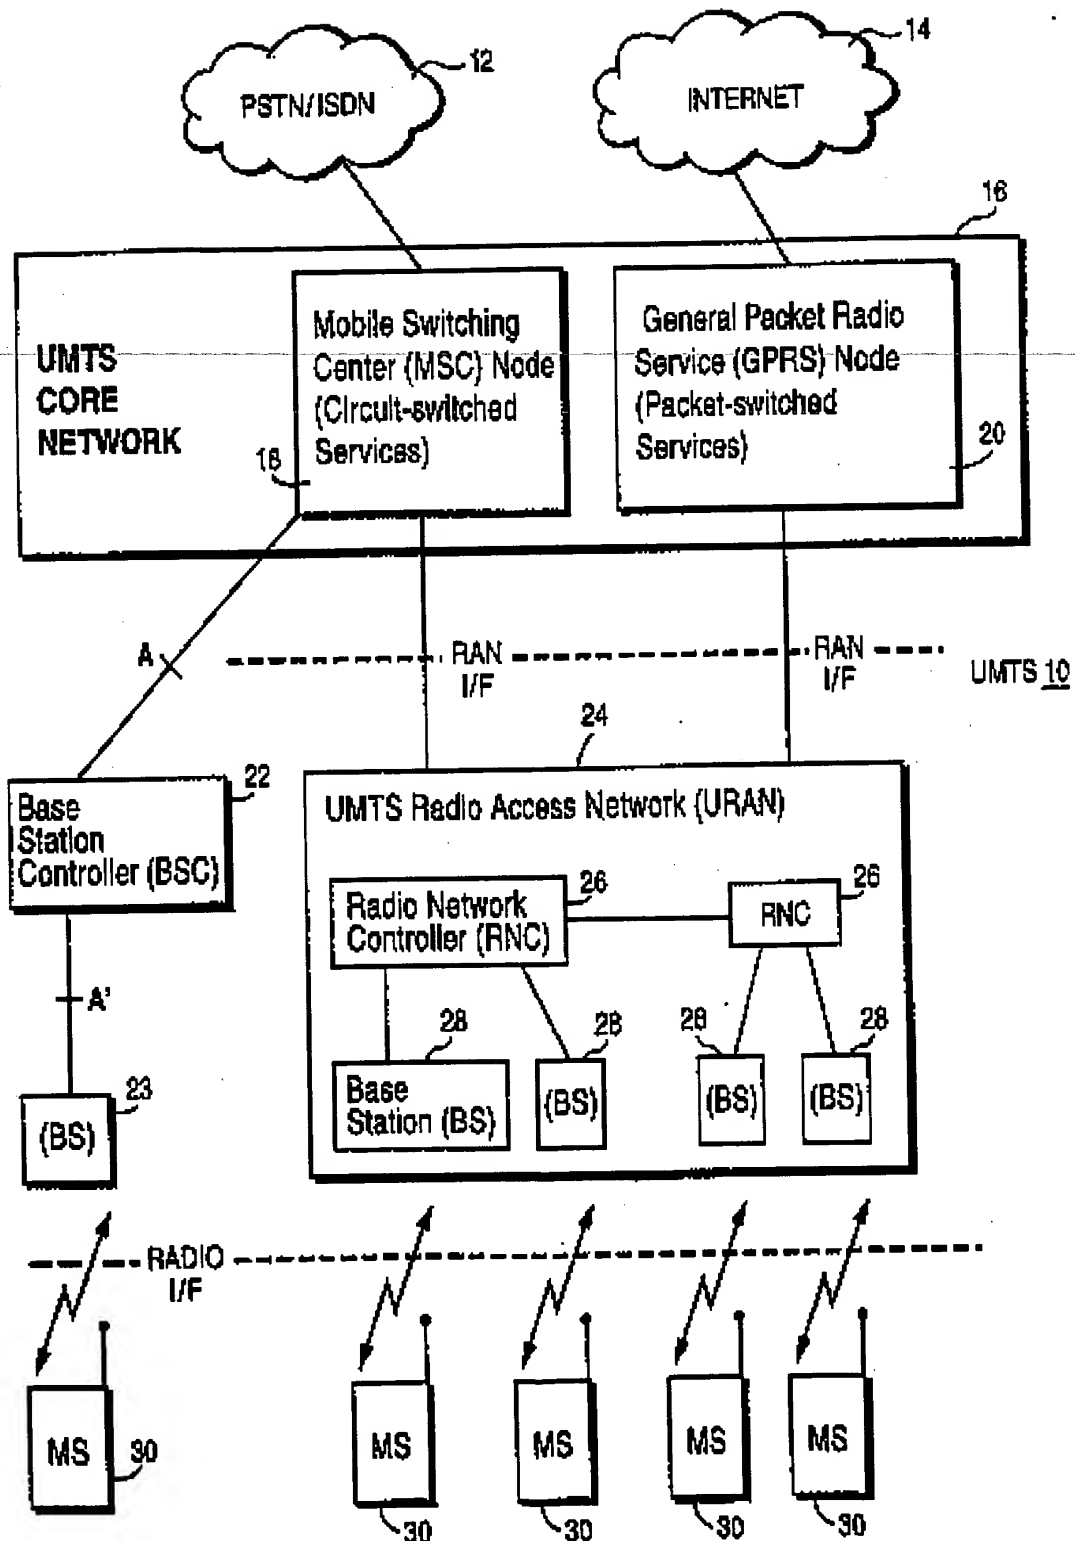 12
PSTN/ISDN
14
INTERNET
16
UMTS
CORE
NETWORK
Mobile Switching
Center (MSC) Node
(Circuit-switched
Services)
18
General Packet Radio
Service (GPRS) Node
(Packet-switched
Services)
20
A
RAN
I/F
RAN
I/F
UMTS 10
24
22
Base
Station
Controller (BSC)
UMTS Radio Access Network (URAN)
26
Radio Network
Controller (RNC)
26
RNC
A'
28
Base
Station (BS)
28
(BS)
28
(BS)
28
(BS)
23
(BS)
RADIO
I/F
MS
30
MS
30
MS
30
MS
30
MS
30